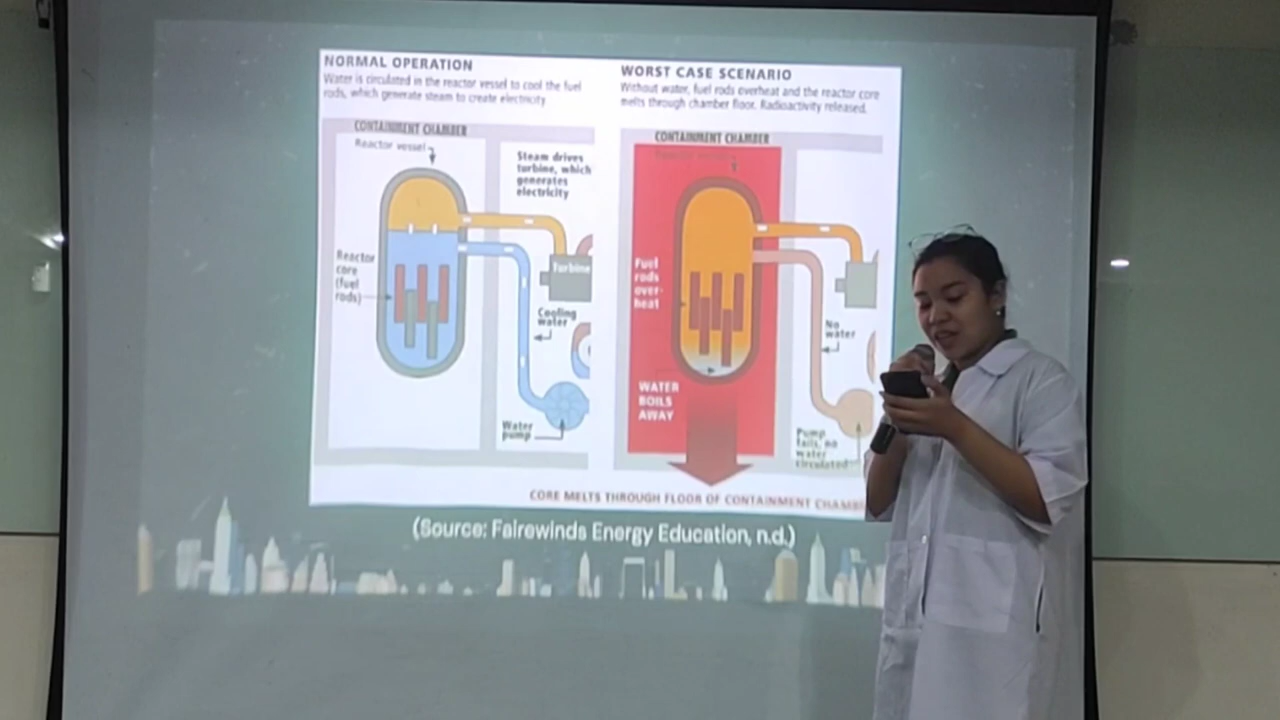 NORMAL OPERATION
Water is circulated in the reactor vessel to cool the fuel
rods, which generate steam to create electricity
CONTAINMENT CHAMBER
Reactor vessel
Steam drives
turbine, which
generates
electricity
Reactor
core
(fuel
rods)
Turbine
Cooling
water
Water
pump
WORST CASE SCENARIO
Without water, fuel rods overheat and the reactor core
melts through chamber floor. Radioactivity released.
CONTAINMENT CHAMBER
Reactor vessel
Fuel
rods
over-
heat
No
water
WATER
BOILS
AWAY
Pump
fails, no
water
circulated
CORE MELTS THROUGH FLOOR OF CONTAINMENT
(Source: Fairewinds Energy Education, n.d.)